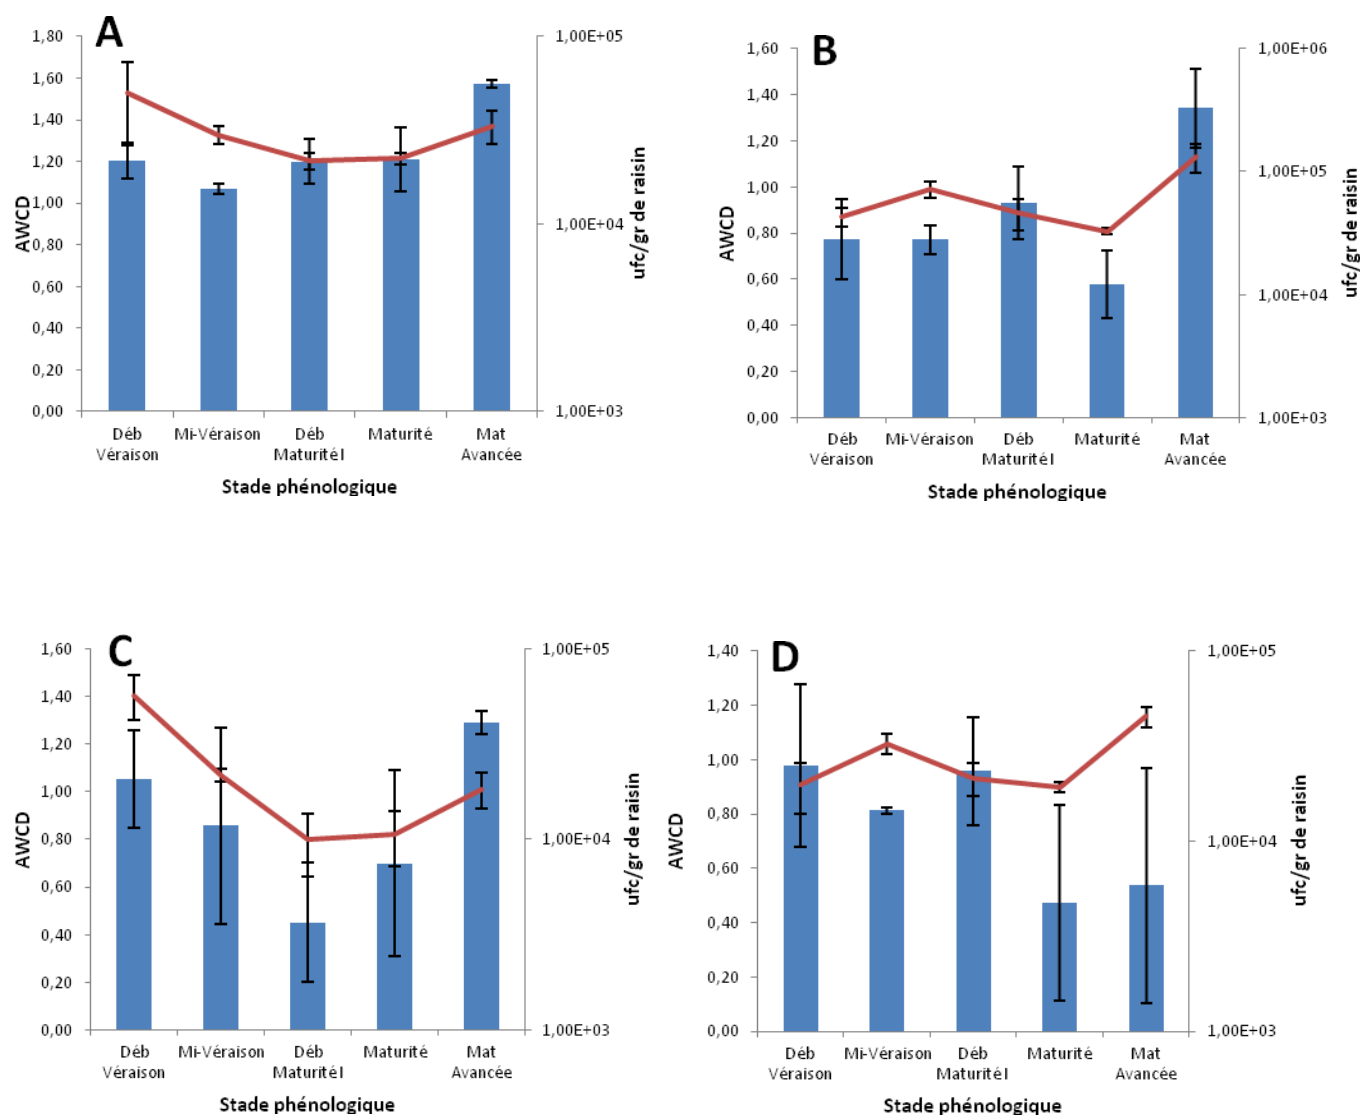 A
1,80
1,60
1,40
1,20
1,00
0,80
0,60
0,40
0,20
0,00
AWCD
1,00E+05
1,00E+04
1,00E+03
ufc/gr de raisin
Déb Mi-Véraison Déb Maturité Mat
Véraison Maturité I Avancée
Stade phénologique
B
1,60
1,40
1,20
1,00
0,80
0,60
0,40
0,20
0,00
AWCD
1,00E+06
1,00E+05
1,00E+04
1,00E+03
ufc/gr de raisin
Déb Mi-Véraison Déb Maturité Mat
Véraison Maturité I Avancée
Stade phénologique
C
1,60
1,40
1,20
1,00
0,80
0,60
0,40
0,20
0,00
AWCD
1,00E+05
1,00E+04
1,00E+03
ufc/gr de raisin
Déb Mi-Véraison Déb Maturité Mat
Véraison Maturité I Avancée
Stade phénologique
D
1,40
1,20
1,00
0,80
0,60
0,40
0,20
0,00
AWCD
1,00E+05
1,00E+04
1,00E+03
ufc/gr de raisin
Déb Mi-Véraison Déb Maturité Mat
Véraison Maturité I Avancée
Stade phénologique